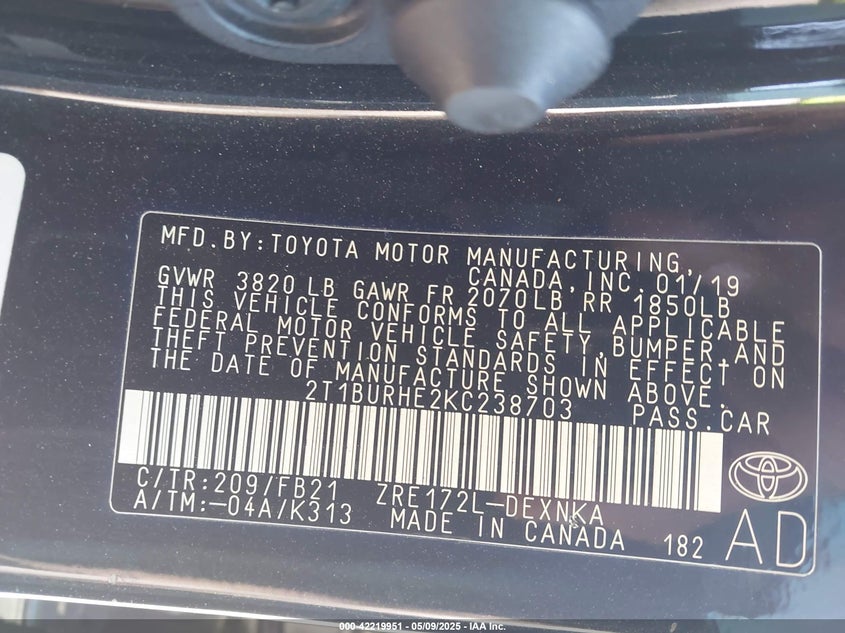 MFD. BY: TOYOTA MOTOR MANUFACTURING,
CANADA, INC. 01/19
GVWR 3820 LB GAWR FR 2070LB RR 1850LB
THIS VEHICLE CONFORMS TO ALL APPLICABLE
FEDERAL MOTOR VEHICLE SAFETY, BUMPER, AND
THEFT PREVENTION STANDARDS IN EFFECT ON
THE DATE OF MANUFACTURE SHOWN ABOVE.
2T1BURHE2KC238703 PASS. CAR
C/TR: 209/FB21 ZRE172L-DEXNKA
A/TM: -04A/K313 MADE IN CANADA 182
AD
000-42219951 - 05/09/2025 - IAA Inc.